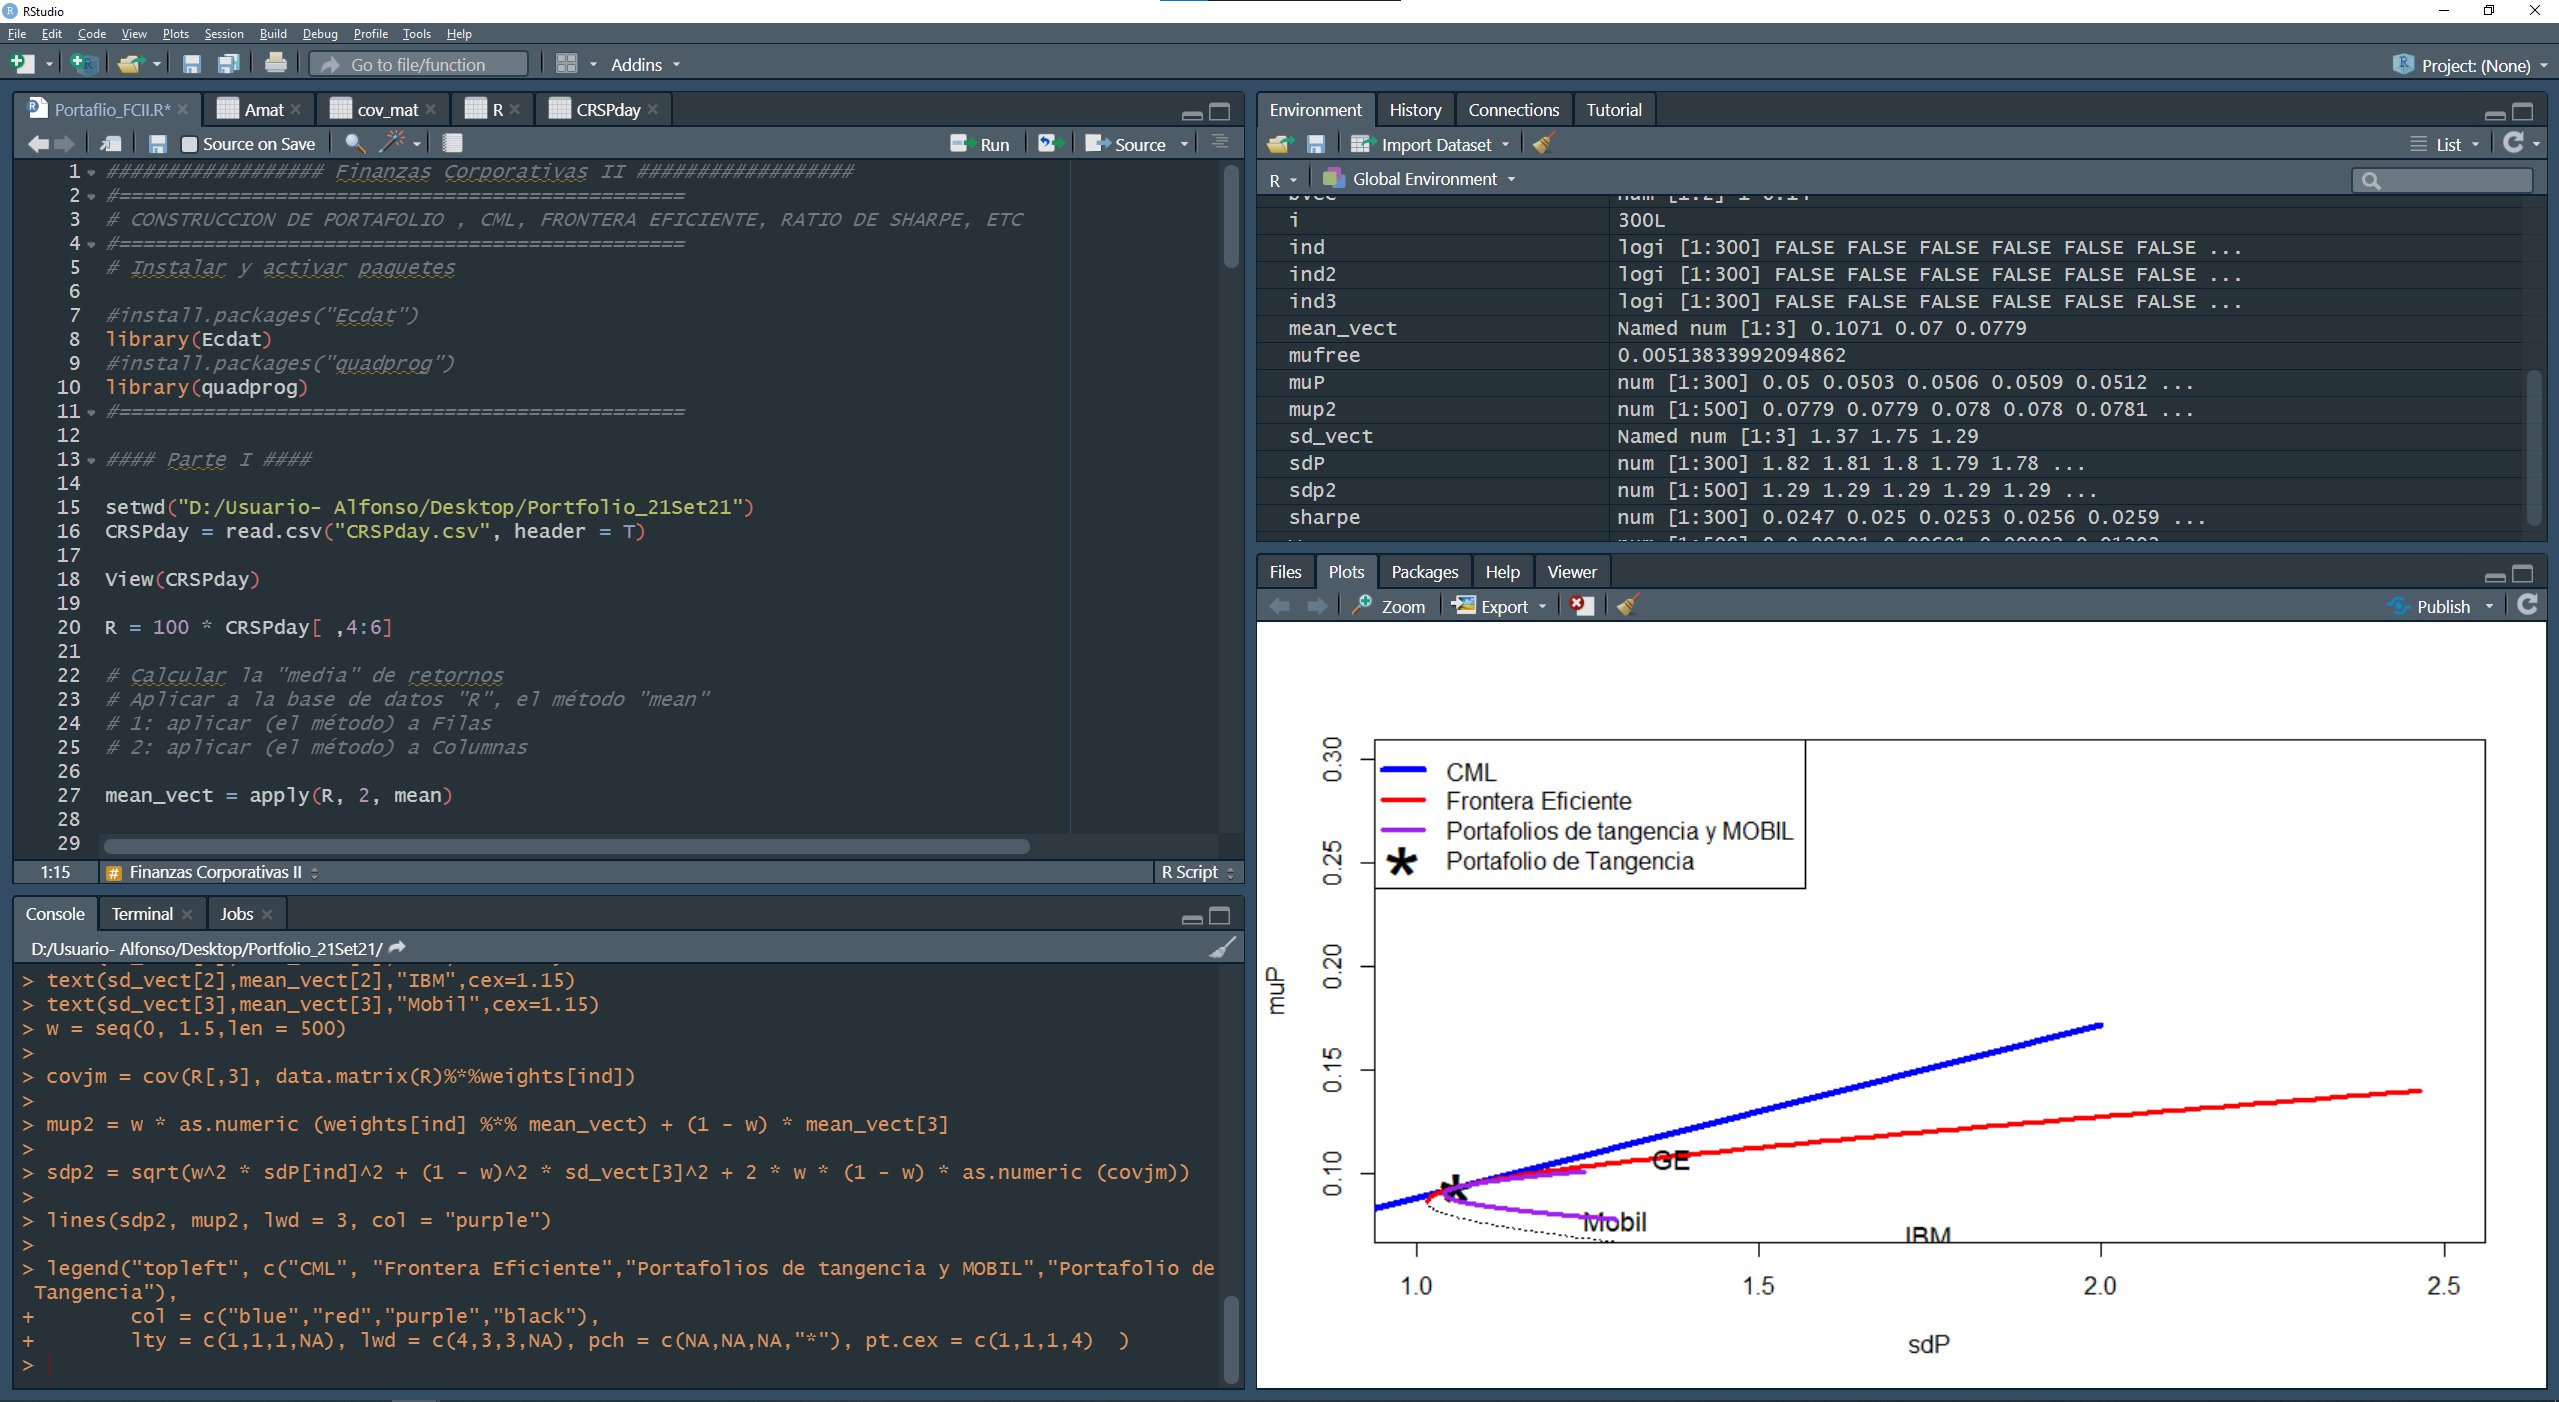 RStudio
File Edit Code View Plots Session Build Debug Profile Tools Help
Go to file/function Addins Project: (None)
Portaflio_FCII.R* Amat cov_mat R CRSPday
Source on Save Run Source
1 ################## Finanzas Corporativas II ##################
2 #===============================================
3 # CONSTRUCCION DE PORTAFOLIO , CML, FRONTERA EFICIENTE, RATIO DE SHARPE, ETC
4 #===============================================
5 # Instalar y activar paquetes
6
7 #install.packages("Ecdat")
8 library(Ecdat)
9 #install.packages("quadprog")
10 library(quadprog)
11 #===============================================
12
13 #### Parte I ####
14
15 setwd("D:/Usuario- Alfonso/Desktop/Portfolio_21Set21")
16 CRSPday = read.csv("CRSPday.csv", header = T)
17
18 View(CRSPday)
19
20 R = 100 * CRSPday[ ,4:6]
21
22 # Calcular la "media" de retornos
23 # Aplicar a la base de datos "R", el método "mean"
24 # 1: aplicar (el método) a Filas
25 # 2: aplicar (el método) a Columnas
26
27 mean_vect = apply(R, 2, mean)
28
29
1:15 # Finanzas Corporativas II R Script
Console Terminal Jobs
D:/Usuario- Alfonso/Desktop/Portfolio_21Set21/
> text(sd_vect[2],mean_vect[2],"IBM",cex=1.15)
> text(sd_vect[3],mean_vect[3],"Mobil",cex=1.15)
> w = seq(0, 1.5,len = 500)
>
> covjm = cov(R[,3], data.matrix(R)%*%weights[ind])
>
> mup2 = w * as.numeric (weights[ind] %*% mean_vect) + (1 - w) * mean_vect[3]
>
> sdp2 = sqrt(w^2 * sdP[ind]^2 + (1 - w)^2 * sd_vect[3]^2 + 2 * w * (1 - w) * as.numeric (covjm))
>
> lines(sdp2, mup2, lwd = 3, col = "purple")
>
> legend("topleft", c("CML", "Frontera Eficiente","Portafolios de tangencia y MOBIL","Portafolio de
Tangencia"),
+ col = c("blue","red","purple","black"),
+ lty = c(1,1,1,NA), lwd = c(4,3,3,NA), pch = c(NA,NA,NA,"*"), pt.cex = c(1,1,1,4) )
>
Environment History Connections Tutorial
Import Dataset List
R Global Environment
i 300L
ind logi [1:300] FALSE FALSE FALSE FALSE FALSE FALSE ...
ind2 logi [1:300] FALSE FALSE FALSE FALSE FALSE FALSE ...
ind3 logi [1:300] FALSE FALSE FALSE FALSE FALSE FALSE ...
mean_vect Named num [1:3] 0.1071 0.07 0.0779
mufree 0.00513833992094862
muP num [1:300] 0.05 0.0503 0.0506 0.0509 0.0512 ...
mup2 num [1:500] 0.0779 0.0779 0.078 0.078 0.0781 ...
sd_vect Named num [1:3] 1.37 1.75 1.29
sdP num [1:300] 1.82 1.81 1.8 1.79 1.78 ...
sdp2 num [1:500] 1.29 1.29 1.29 1.29 1.29 ...
sharpe num [1:300] 0.0247 0.025 0.0253 0.0256 0.0259 ...
Files Plots Packages Help Viewer
Zoom Export Publish
CML
Frontera Eficiente
Portafolios de tangencia y MOBIL
* Portafolio de Tangencia
0.30
0.25
0.20
0.15
0.10
muP
GE
*
Mobil
IBM
1.0 1.5 2.0 2.5
sdP